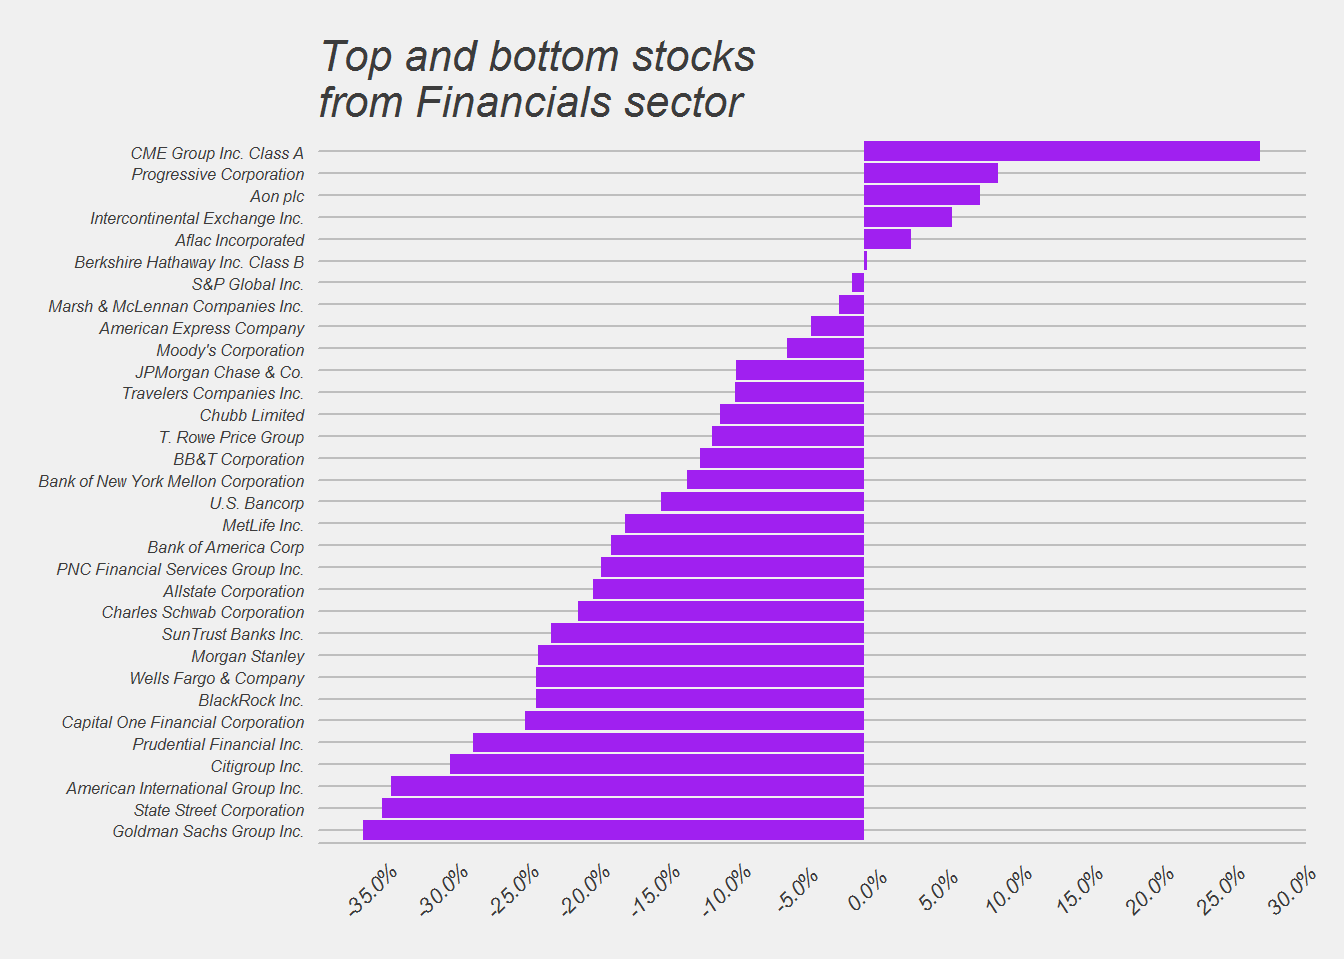 Top and bottom stocks
from Financials sector
CME Group Inc. Class A
Progressive Corporation
Aon plc
Intercontinental Exchange Inc.
Aflac Incorporated
Berkshire Hathaway Inc. Class B
S&P Global Inc.
Marsh & McLennan Companies Inc.
American Express Company
Moody's Corporation
JPMorgan Chase & Co.
Travelers Companies Inc.
Chubb Limited
T. Rowe Price Group
BB&T Corporation
Bank of New York Mellon Corporation
U.S. Bancorp
MetLife Inc.
Bank of America Corp
PNC Financial Services Group Inc.
Allstate Corporation
Charles Schwab Corporation
SunTrust Banks Inc.
Morgan Stanley
Wells Fargo & Company
BlackRock Inc.
Capital One Financial Corporation
Prudential Financial Inc.
Citigroup Inc.
American International Group Inc.
State Street Corporation
Goldman Sachs Group Inc.
-35.0% -30.0% -25.0% -20.0% -15.0% -10.0% -5.0% 0.0% 5.0% 10.0% 15.0% 20.0% 25.0% 30.0%